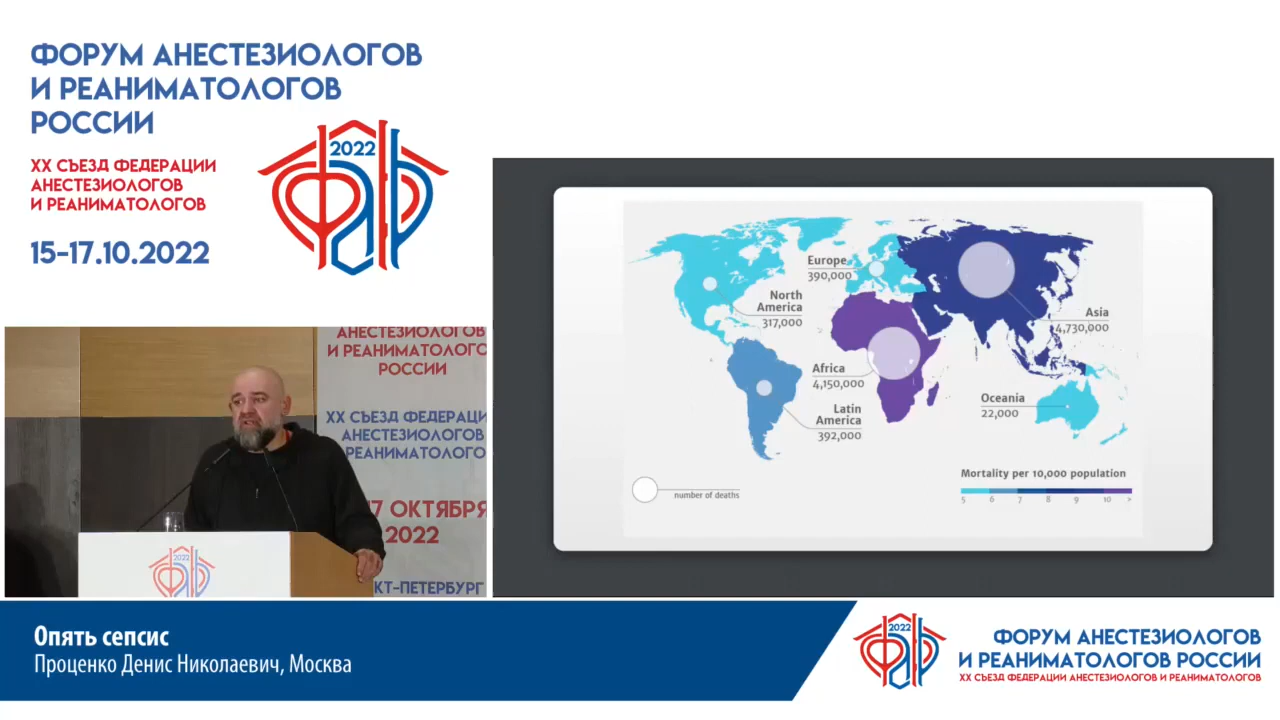 ФОРУМ АНЕСТЕЗИОЛОГОВ
И РЕАНИМАТОЛОГОВ
РОССИИ
XX СЪЕЗД ФЕДЕРАЦИИ
АНЕСТЕЗИОЛОГОВ
И РЕАНИМАТОЛОГОВ
15-17.10.2022
2022
ФАР
АНЕСТЕЗИОЛОГОВ
И РЕАНИМАТОЛОГО
РОССИИ
XX СЪЕЗД ФЕДЕРАЦИ
АНЕСТЕЗИОЛОГОВ
РЕАНИМАТОЛОГО
7 ОКТЯБРЯ
2022
КТ-ПЕТЕРБУРГ
2022
ФАР
Europe
390,000
North
America
317,000
Asia
4,730,000
Africa
4,150,000
Oceania
22,000
Latin
America
392,000
Mortality per 10,000 population
5 6 7 8 9 10 >
number of deaths
Опять сепсис
Проценко Денис Николаевич, Москва
2022
ФАР
ФОРУМ АНЕСТЕЗИОЛОГОВ
И РЕАНИМАТОЛОГОВ РОССИИ
XX СЪЕЗД ФЕДЕРАЦИИ АНЕСТЕЗИОЛОГОВ И РЕАНИМАТОЛОГОВ